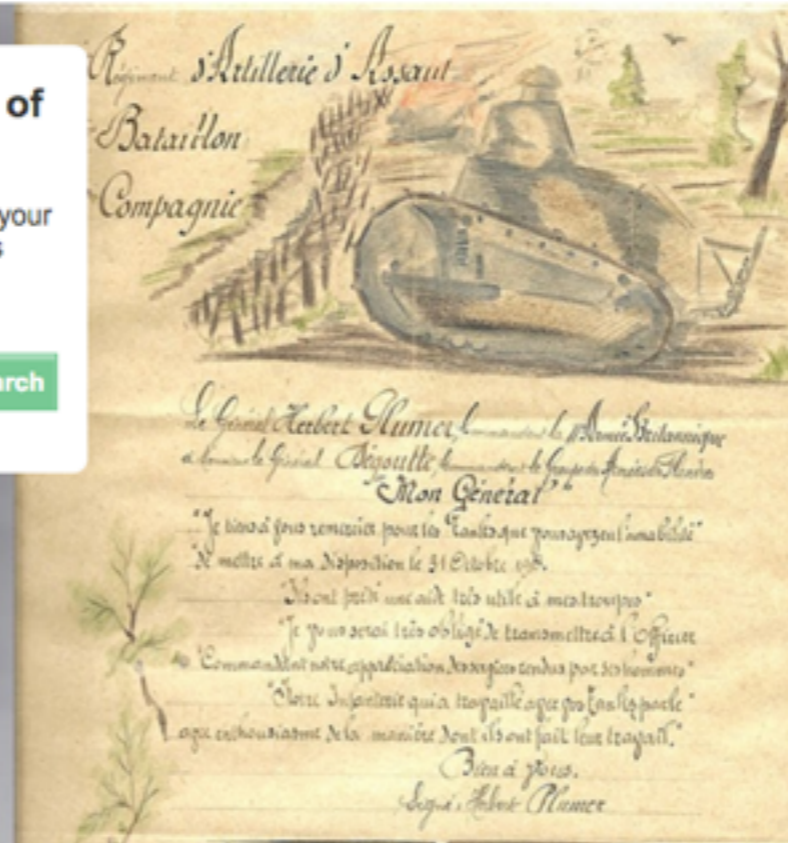 of
your
s
arch
Régiment d'Artillerie d'Assaut
Bataillon
Compagnie
Le Général Herbert Plumer, commandant la IIe Armée Britannique
à Monsieur le Général Dégoutte, commandant le Groupe des Armées des Flandres
"Mon Général"
"Je tiens à vous remercier pour les Tanks que vous avez eu l'amabilité"
"de mettre à ma disposition le 31 Octobre
"Ils ont prêté une aide très utile à mes troupes"
"Je vous serai très obligé de transmettre à l'Officier
"Commandant notre appréciation des services rendus par ses hommes"
"Notre Infanterie qui a travaillé avec vos Tanks parle"
avec enthousiasme de la manière dont ils ont fait leur travail."
Bien à Vous.
Signé: Herbert Plumer